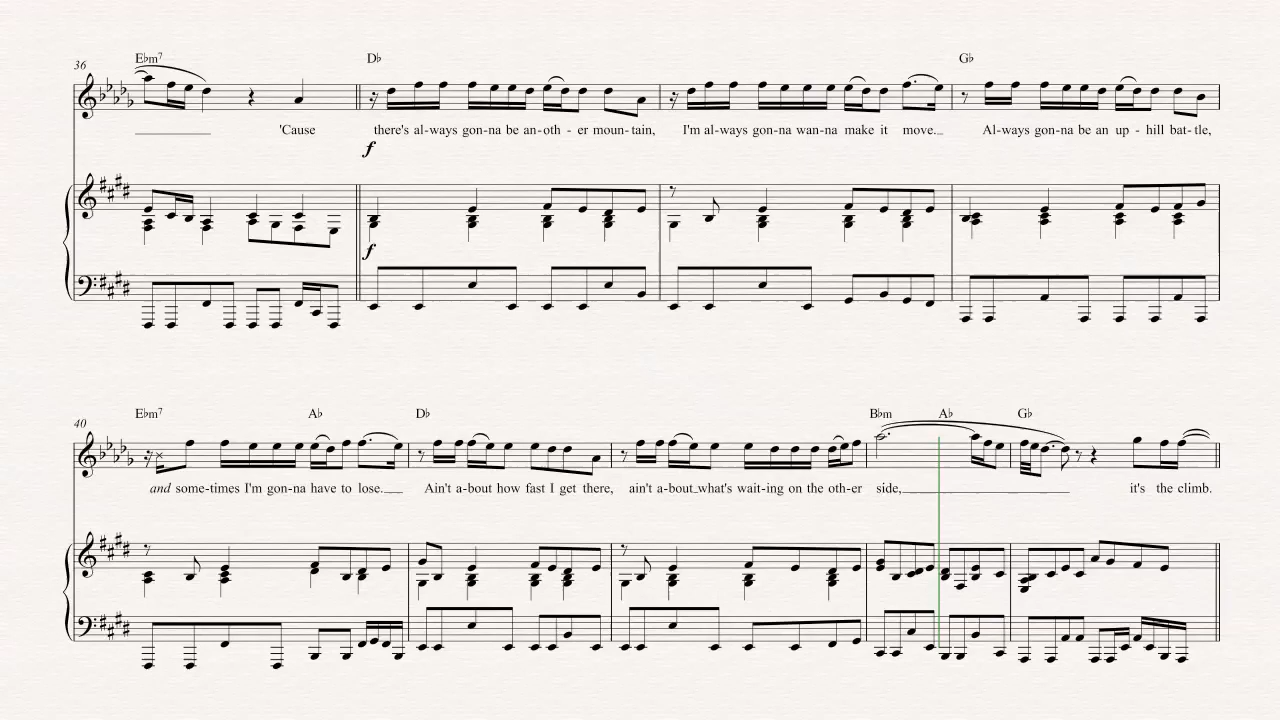 E♭m7 D♭ G♭
36
'Cause there's al-ways gon-na be an-oth - er moun-tain, I'm al-ways gon-na wan-na make it move._ Al-ways gon-na be an up - hill bat-tle,
f
f
E♭m7 A♭ D♭ B♭m A♭ G♭
40
and some-times I'm gon-na have to lose.__ Ain't a-bout how fast I get there, ain't a-bout_what's wait-ing on the oth-er side,__ it's the climb.